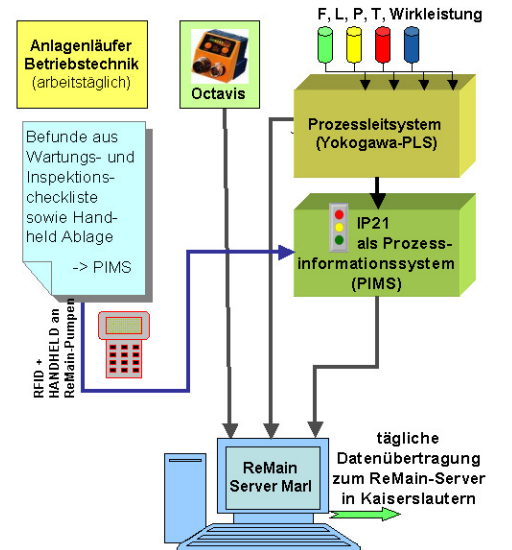 F, L, P, T, Wirkleistung
Anlagenläufer
Betriebstechnik
(arbeitstäglich)
Octavis
Prozessleitsystem
(Yokogawa-PLS)
Befunde aus
Wartungs- und
Inspektions-
checkliste
sowie Hand-
held Ablage
-> PIMS
IP21
als Prozess-
informationssystem
(PIMS)
RFID +
HANDHELD an
ReMain-Pumpen
ReMain
Server Marl
tägliche
Datenübertragung
zum ReMain-Server
in Kaiserslautern